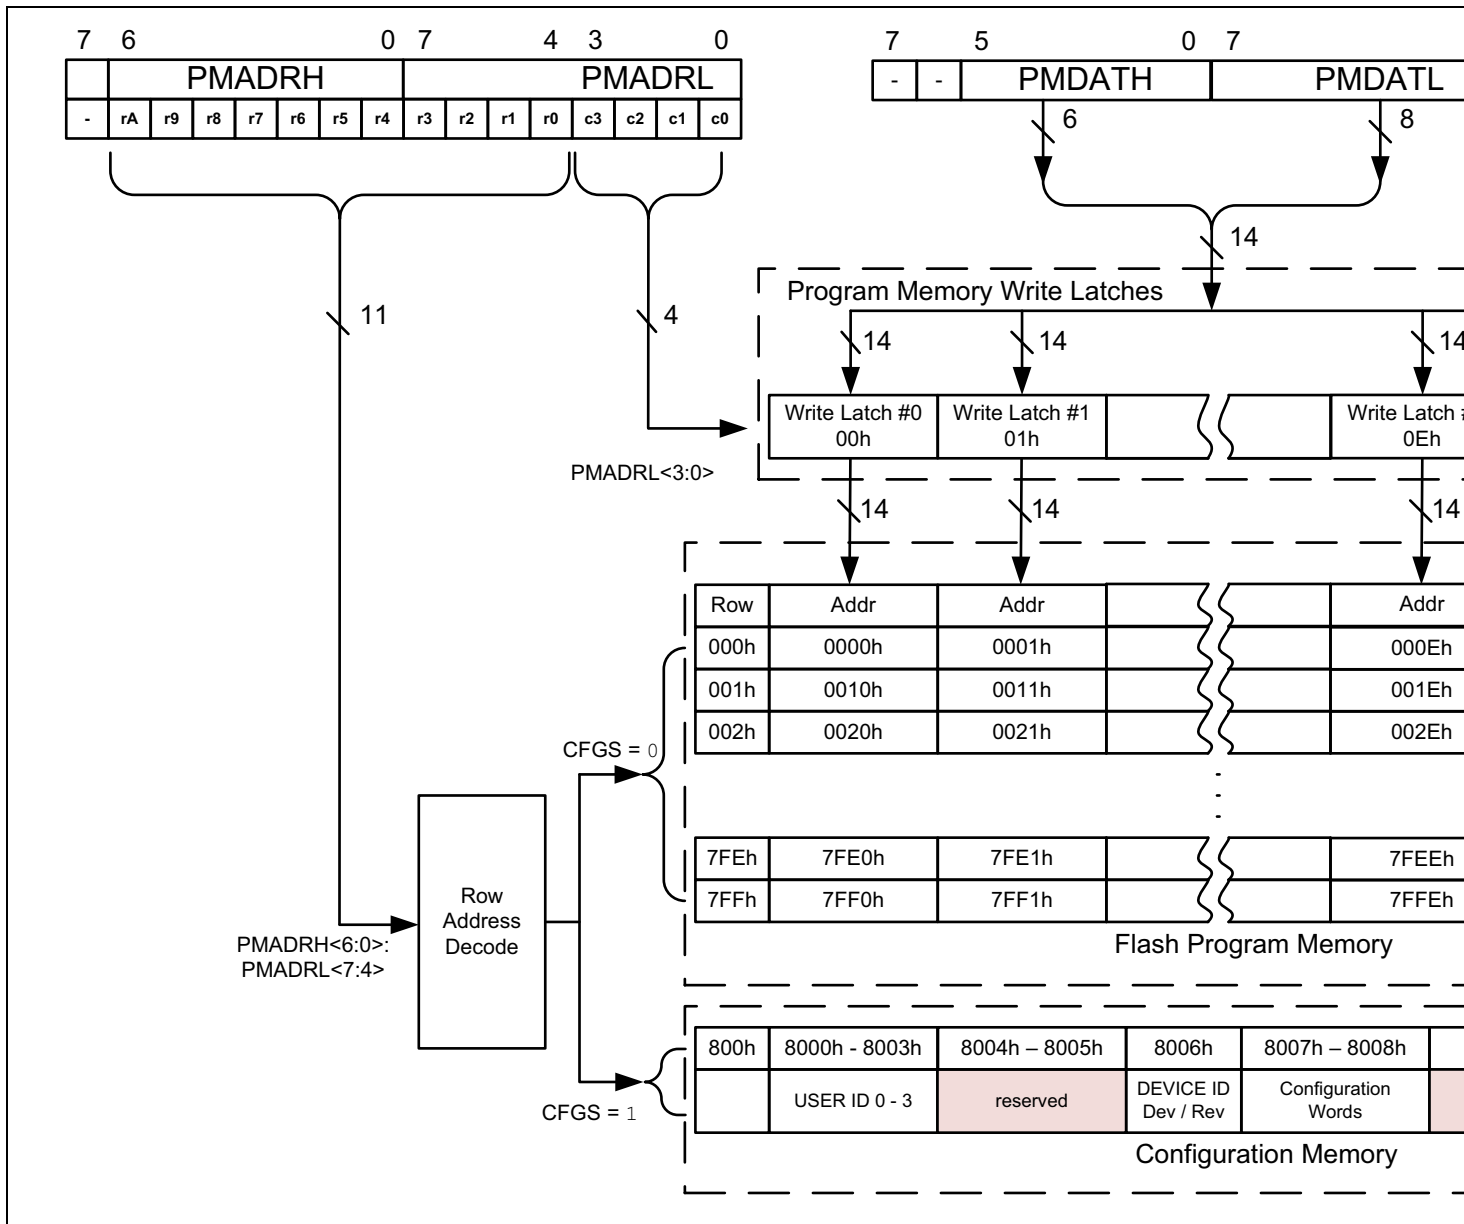 7 6 0 7 4 3 0
7 5 0 7
PMADRH PMADRL
- - PMDATH PMDATL
- rA r9 r8 r7 r6 r5 r4 r3 r2 r1 r0 c3 c2 c1 c0
6 8
14
11 4
Program Memory Write Latches
14 14 14
Write Latch #0
00h
Write Latch #1
01h
Write Latch #
0Eh
PMADRL<3:0>
14 14 14
Row Addr Addr Addr
000h 0000h 0001h 000Eh
001h 0010h 0011h 001Eh
002h 0020h 0021h 002Eh
CFGS = 0
7FEh 7FE0h 7FE1h 7FEEh
7FFh 7FF0h 7FF1h 7FFEh
Row
Address
Decode
PMADRH<6:0>:
PMADRL<7:4>
Flash Program Memory
800h 8000h - 8003h 8004h – 8005h 8006h 8007h – 8008h
USER ID 0 - 3
reserved
DEVICE ID
Dev / Rev
Configuration
Words
CFGS = 1
Configuration Memory